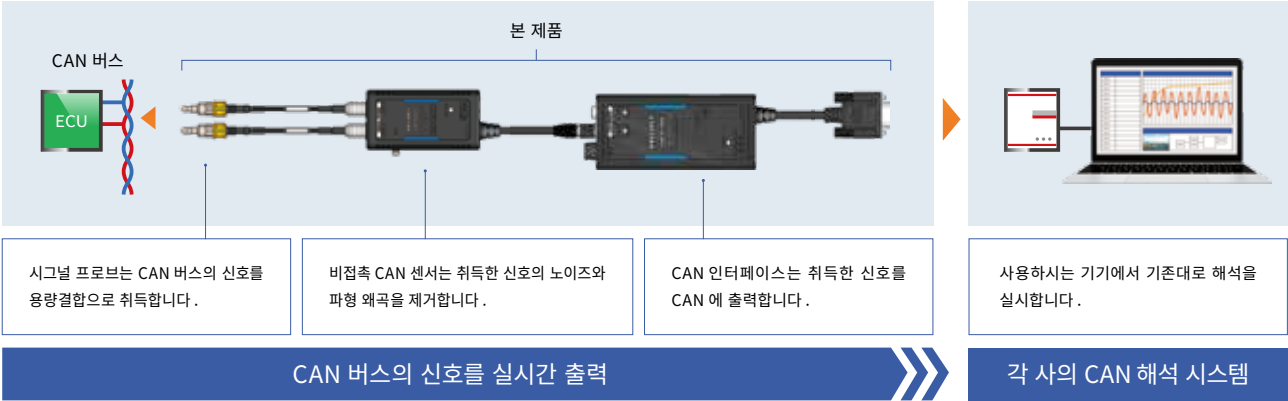 본 제품
CAN 버스
ECU
시그널 프로브는 CAN 버스의 신호를
용량결합으로 취득합니다 .
비접촉 CAN 센서는 취득한 신호의 노이즈와
파형 왜곡을 제거합니다 .
CAN 인터페이스는 취득한 신호를
CAN 에 출력합니다 .
사용하시는 기기에서 기존대로 해석을
실시합니다 .
CAN 버스의 신호를 실시간 출력
각 사의 CAN 해석 시스템